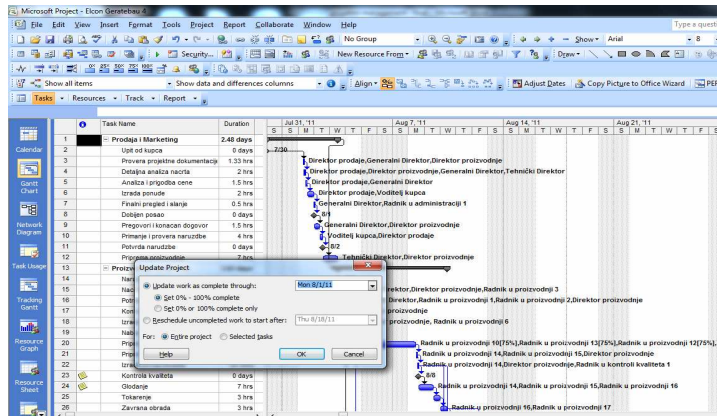 Microsoft Project - Elcon Geratebau 4
File Edit View Insert Format Tools Project Report Collaborate Window Help
Type a quest
No Group
Show
Arial
8
Security...
New Resource From
Draw
Show all items
Show data and differences columns
Align
Adjust Dates
Copy Picture to Office Wizard
PER
Tasks Resources Track Report
Task Name Duration Jul 31, '11 Aug 7, '11 Aug 14, '11 Aug 21, '11
S S M T W T F S S M T W T F S S M T W T F S S M T W T F S
1 Prodaja i Marketing 2.48 days
2 Upit od kupca 0 days 7/30
3 Provera projektne dokumentacije 1.33 hrs Direktor prodaje,Generalni Direktor,Direktor proizvodnje
4 Detaljna analiza nacrta 2 hrs Direktor prodaje,Direktor proizvodnje,Generalni Direktor,Tehnički Direktor
5 Analiza i prigodba cene 1.5 hrs Direktor prodaje,Generalni Direktor
6 Izrada ponude 2 hrs Direktor prodaje,Voditelj kupca
7 Finalni pregled i slanje 0.5 hrs Generalni Direktor,Radnik u administraciji 1
8 Dobijen posao 0 days 8/1
9 Pregovori i konacan dogovor 1.5 hrs Generalni Direktor,Direktor proizvodnje
10 Primanje i provera naruzdbe 4 hrs Voditelj kupca,Direktor prodaje
11 Potvrda narudzbe 0 days 8/2
12 Priprema proizvodnje 7 hrs Tehnički Direktor,Direktor proizvodnje
13 Proizv
14 Nar
15 Nac Direktor proizvodnje,Radnik u proizvodnji 3
16 Potr Direktor,Radnik u proizvodnji 1,Radnik u proizvodnji 2,Direktor proizvodnje
17 Kon
18 Izra proizvodnje, Radnik u proizvodnji 6
19 Nab
20 Prip Radnik u proizvodnji 10[75%],Radnik u proizvodnji 13[75%],Radnik u proizvodnji 12[75%],
21 Prip Radnik u proizvodnji 14,Radnik u proizvodnji 15,Direktor proizvodnje
22 Izra Radnik u proizvodnji 14,Direktor proizvodnje,Radnik u kontroli kvaliteta 1
23 Kontrola kvaliteta 0 days 8/8
24 Glodanje 7 hrs Radnik u proizvodnji 14,Radnik u proizvodnji 15,Radnik u proizvodnji 16
25 Tokarenje 3 hrs
26 Zavrana obrada 3 hrs Radnik u proizvodnji 16,Radnik u proizvodnji 17
Calendar
Gantt Chart
Network Diagram
Task Usage
Tracking Gantt
Resource Graph
Resource Sheet
Update Project
Update work as complete through: Mon 8/1/11
Set 0% - 100% complete
Set 0% or 100% complete only
Reschedule uncompleted work to start after: Thu 8/18/11
For: Entire project Selected tasks
Help OK Cancel